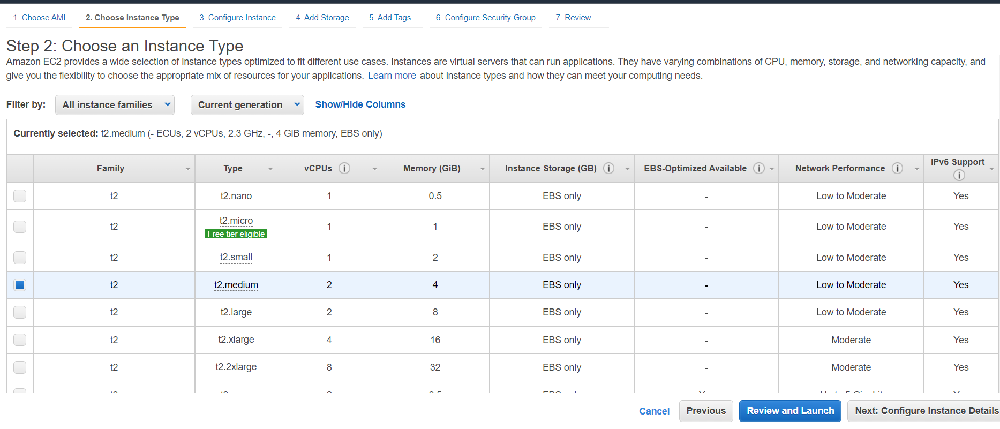 1. Choose AMI 2. Choose Instance Type 3. Configure Instance 4. Add Storage 5. Add Tags 6. Configure Security Group 7. Review
Step 2: Choose an Instance Type
Amazon EC2 provides a wide selection of instance types optimized to fit different use cases. Instances are virtual servers that can run applications. They have varying combinations of CPU, memory, storage, and networking capacity, and
give you the flexibility to choose the appropriate mix of resources for your applications. Learn more about instance types and how they can meet your computing needs.
Filter by: All instance families Current generation Show/Hide Columns
Currently selected: t2.medium (- ECUs, 2 vCPUs, 2.3 GHz, -, 4 GiB memory, EBS only)
Family Type vCPUs i Memory (GiB) Instance Storage (GB) i EBS-Optimized Available i Network Performance i IPv6 Support i
t2 t2.nano 1 0.5 EBS only - Low to Moderate Yes
t2 t2.micro 1 1 EBS only - Low to Moderate Yes
Free tier eligible
t2 t2.small 1 2 EBS only - Low to Moderate Yes
t2 t2.medium 2 4 EBS only - Low to Moderate Yes
t2 t2.large 2 8 EBS only - Low to Moderate Yes
t2 t2.xlarge 4 16 EBS only - Moderate Yes
t2 t2.2xlarge 8 32 EBS only - Moderate Yes
Cancel Previous Review and Launch Next: Configure Instance Details